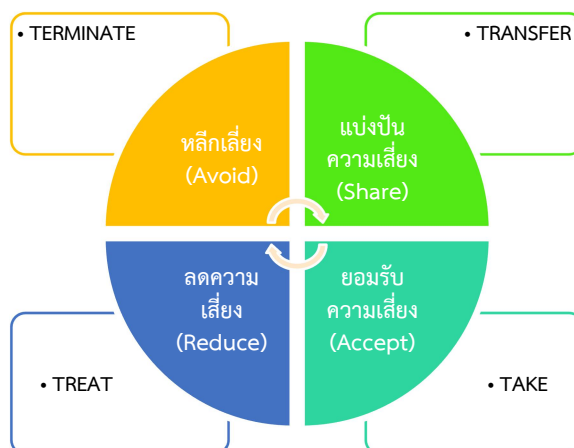 • TERMINATE
• TRANSFER
หลีกเลี่ยง
(Avoid)
แบ่งปัน
ความเสี่ยง
(Share)
ลดความ
เสี่ยง
(Reduce)
ยอมรับ
ความเสี่ยง
(Accept)
• TREAT
• TAKE